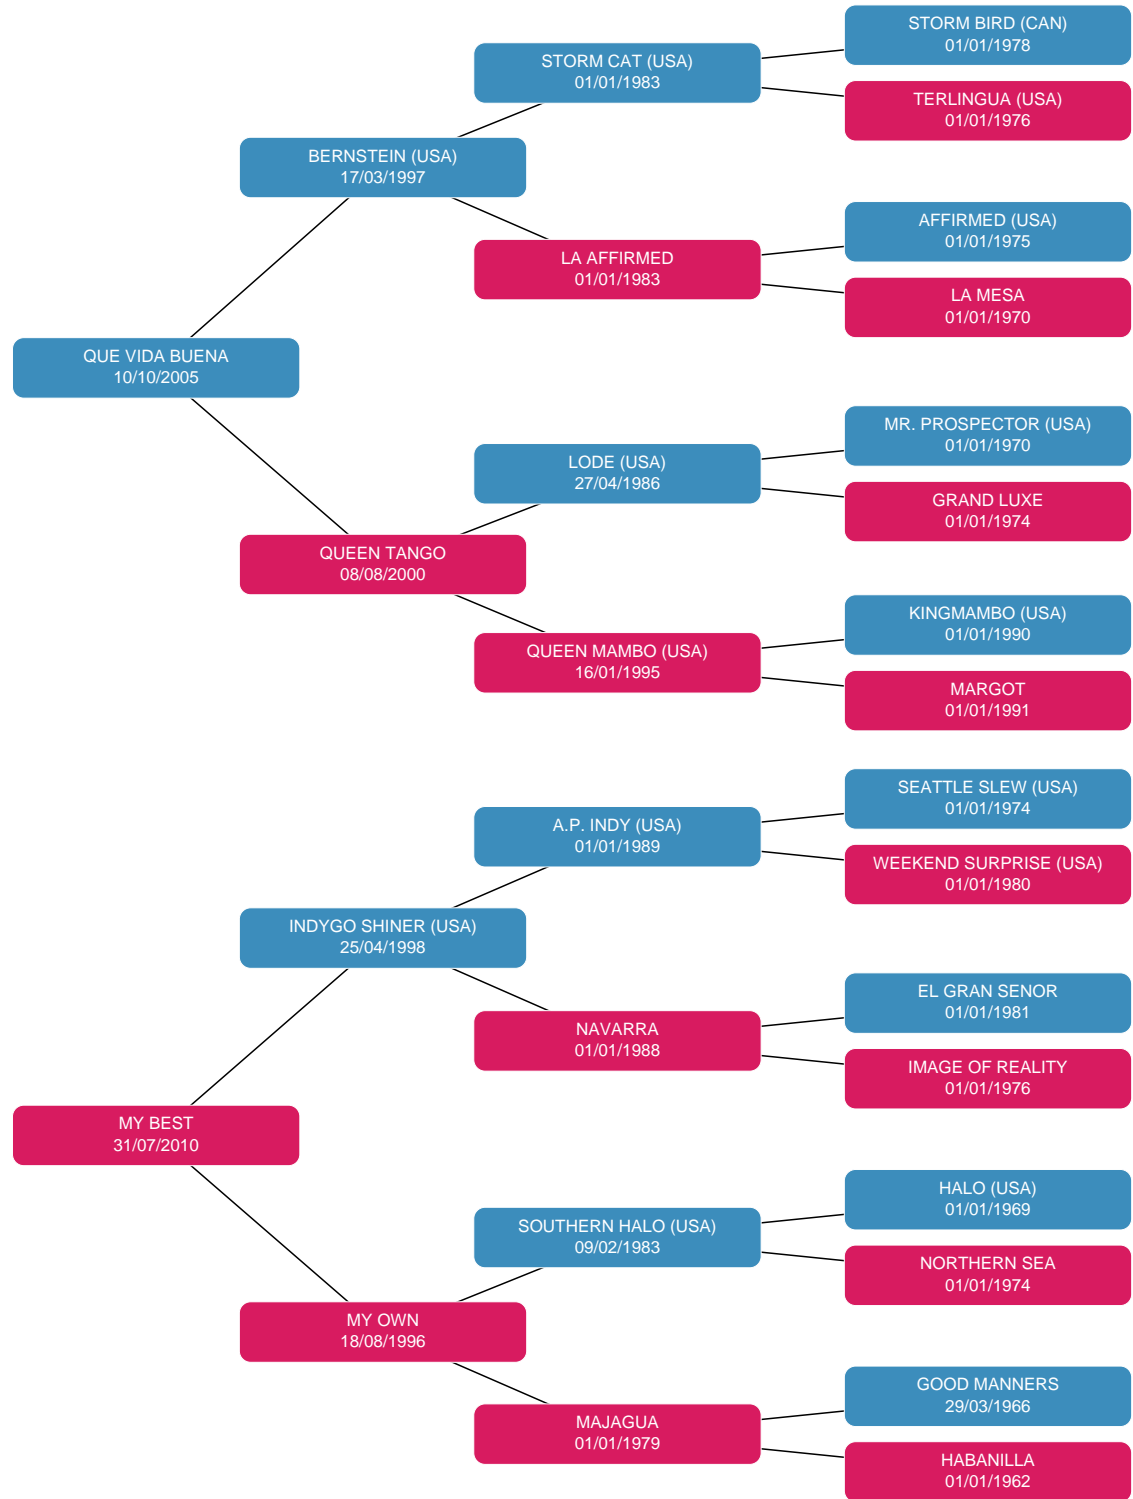 STORM BIRD (CAN)
01/01/1978
STORM CAT (USA)
01/01/1983
TERLINGUA (USA)
01/01/1976
BERNSTEIN (USA)
17/03/1997
AFFIRMED (USA)
01/01/1975
LA AFFIRMED
01/01/1983
LA MESA
01/01/1970
QUE VIDA BUENA
10/10/2005
MR. PROSPECTOR (USA)
01/01/1970
LODE (USA)
27/04/1986
GRAND LUXE
01/01/1974
QUEEN TANGO
08/08/2000
KINGMAMBO (USA)
01/01/1990
QUEEN MAMBO (USA)
16/01/1995
MARGOT
01/01/1991
SEATTLE SLEW (USA)
01/01/1974
A.P. INDY (USA)
01/01/1989
WEEKEND SURPRISE (USA)
01/01/1980
INDYGO SHINER (USA)
25/04/1998
EL GRAN SENOR
01/01/1981
NAVARRA
01/01/1988
IMAGE OF REALITY
01/01/1976
MY BEST
31/07/2010
HALO (USA)
01/01/1969
SOUTHERN HALO (USA)
09/02/1983
NORTHERN SEA
01/01/1974
MY OWN
18/08/1996
GOOD MANNERS
29/03/1966
MAJAGUA
01/01/1979
HABANILLA
01/01/1962